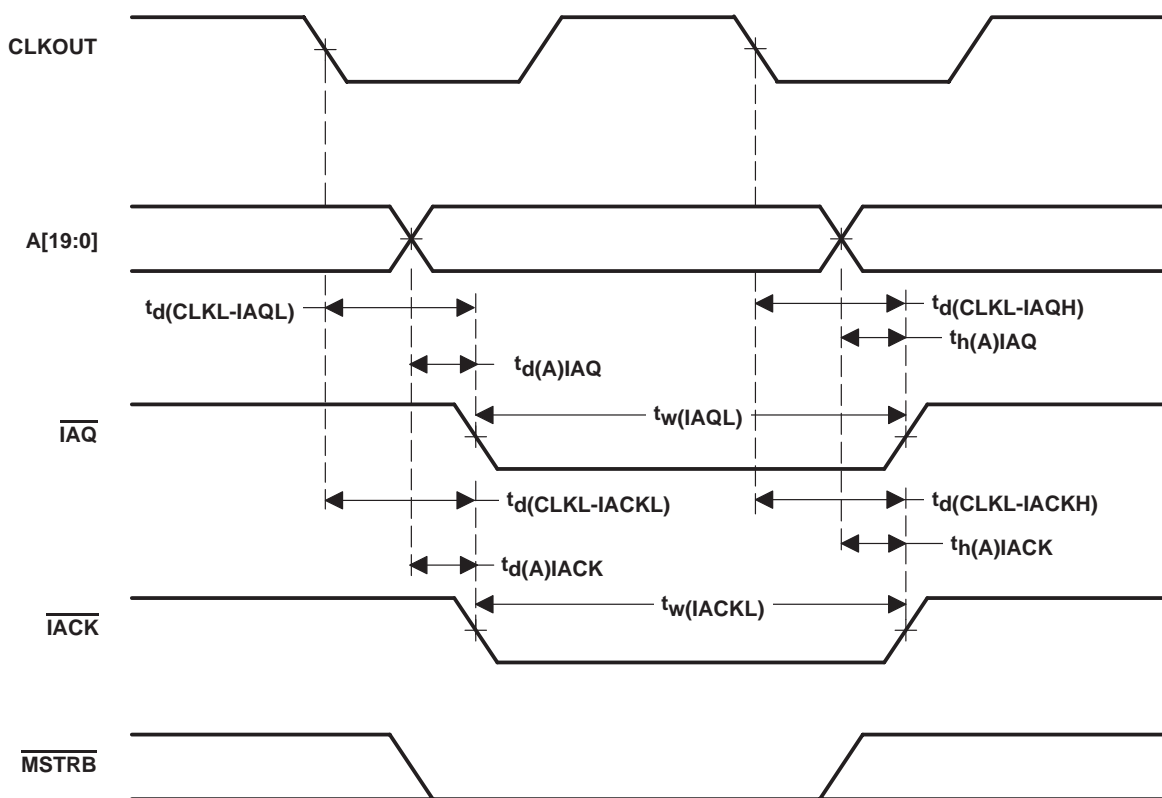 CLKOUT
A[19:0]
td(CLKL-IAQL)
td(CLKL-IAQH)
th(A)IAQ
td(A)IAQ
tw(IAQL)
IAQ
td(CLKL-IACKL)
td(CLKL-IACKH)
th(A)IACK
td(A)IACK
tw(IACKL)
IACK
MSTRB